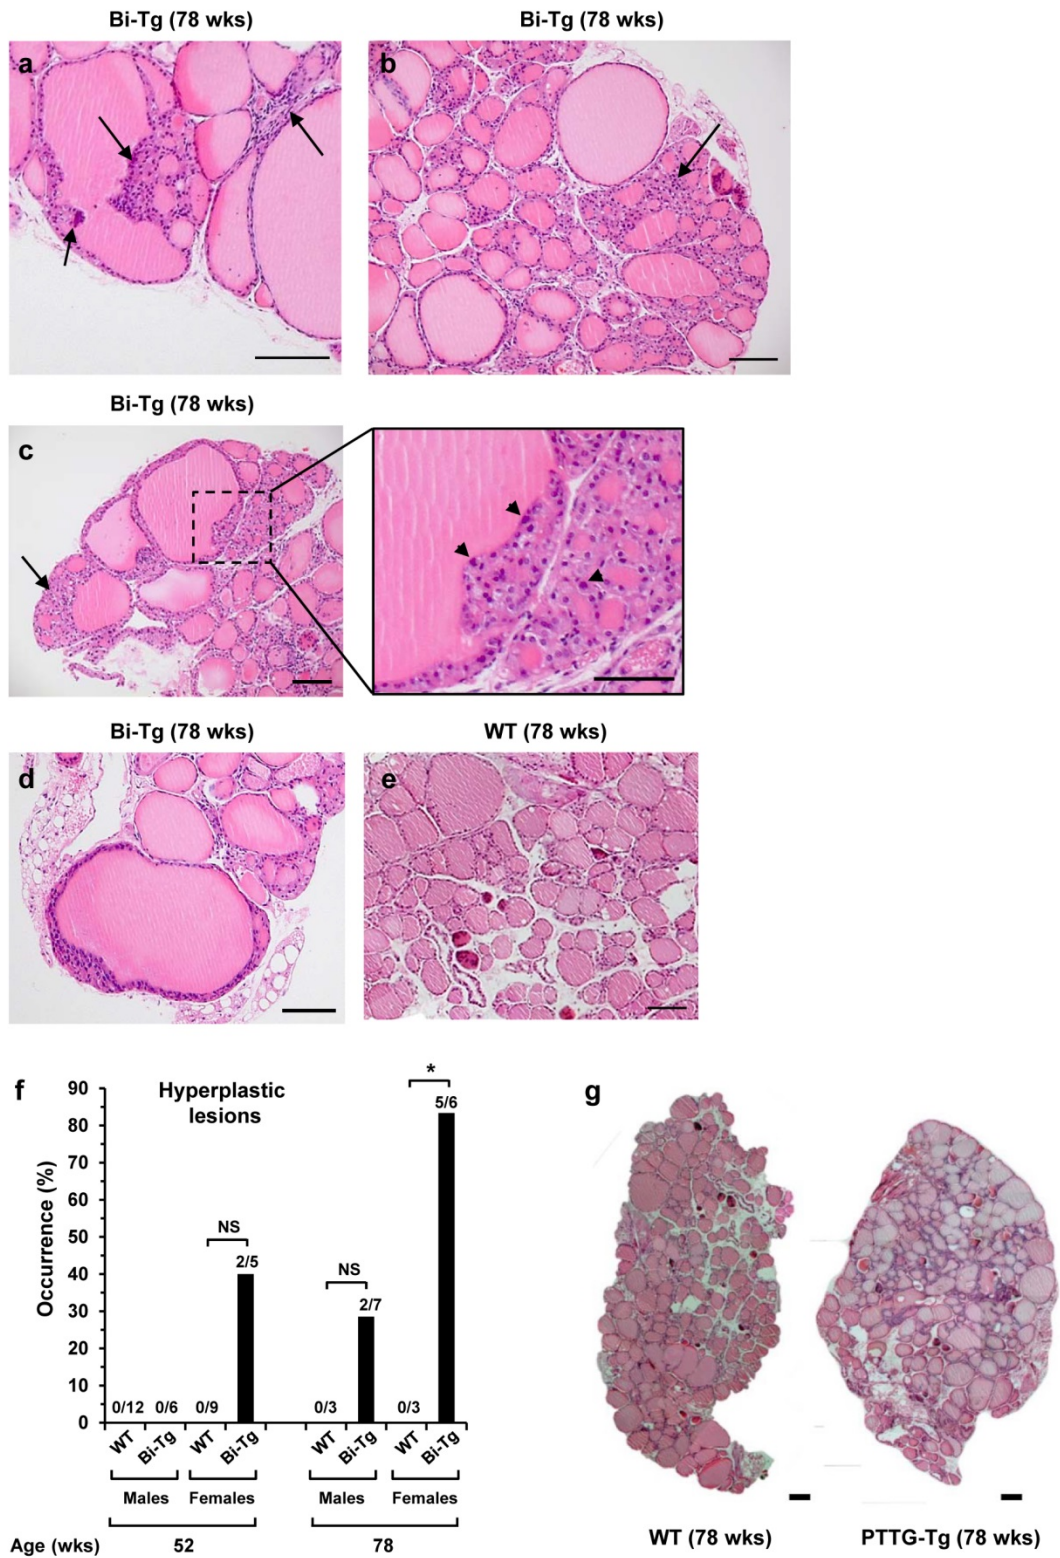 Bi-Tg (78 wks)
Bi-Tg (78 wks)
a
b
Bi-Tg (78 wks)
c
Bi-Tg (78 wks)
WT (78 wks)
d
e
f
Hyperplastic
lesions
Occurrence (%)
90
80
70
60
50
40
30
20
10
0
0/12
0/6
0/9
NS
2/5
0/3
NS
2/7
0/3
*
5/6
WT
Bi-Tg
WT
Bi-Tg
WT
Bi-Tg
WT
Bi-Tg
Males
Females
Males
Females
Age (wks)
52
78
g
WT (78 wks)
PTTG-Tg (78 wks)